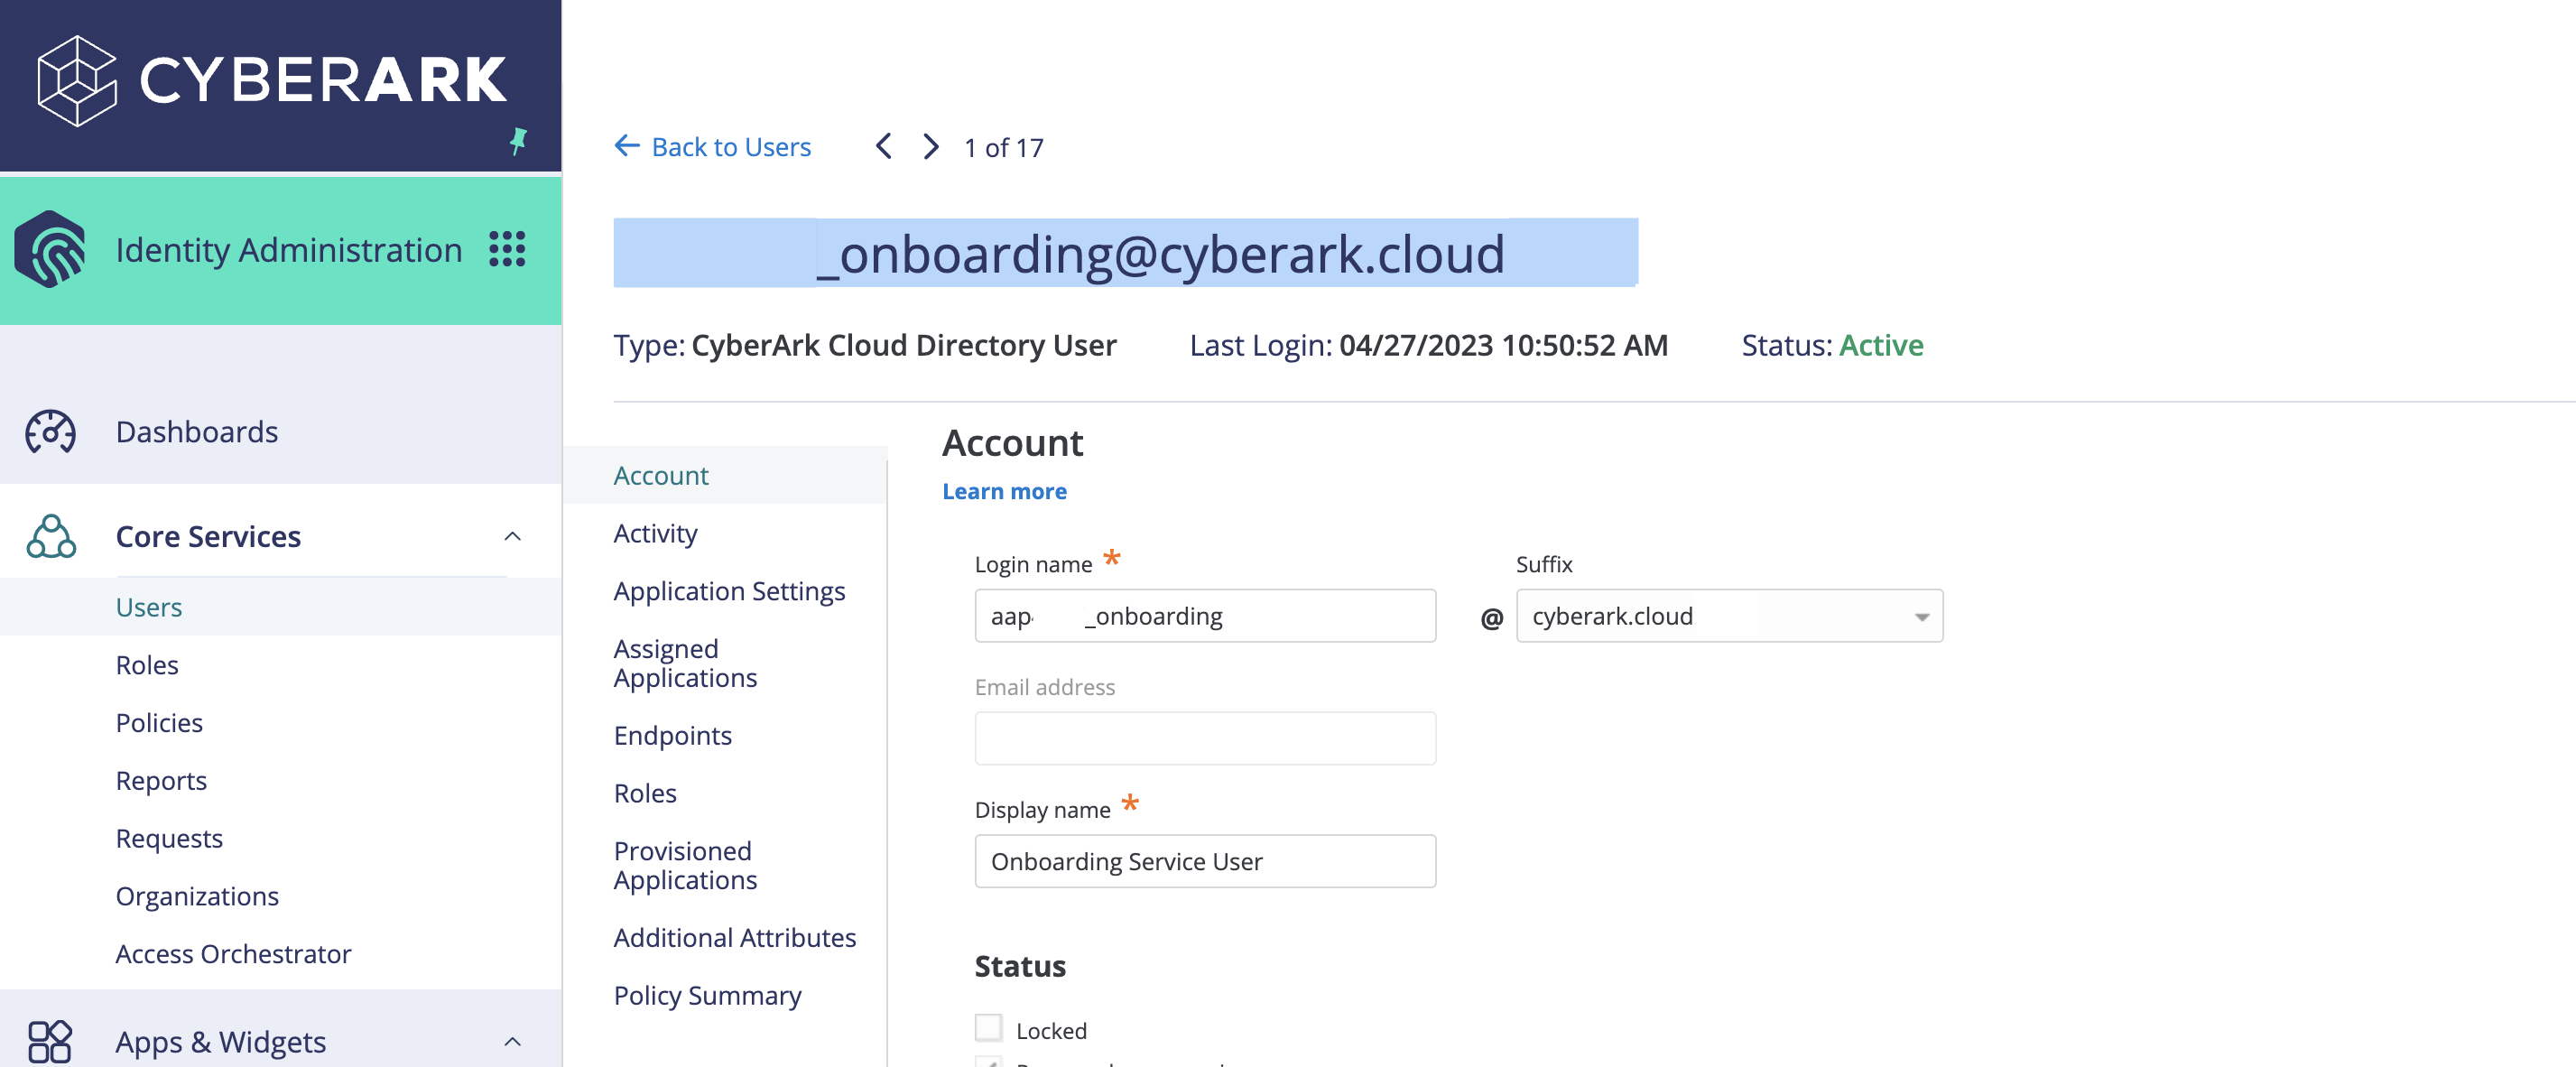 CYBERARK
Identity Administration
Dashboards
Core Services
Users
Roles
Policies
Reports
Requests
Organizations
Access Orchestrator
Apps & Widgets
Back to Users
1 of 17
_onboarding@cyberark.cloud
Type: CyberArk Cloud Directory User Last Login: 04/27/2023 10:50:52 AM Status: Active
Account
Activity
Application Settings
Assigned
Applications
Endpoints
Roles
Provisioned
Applications
Additional Attributes
Policy Summary
Account
Learn more
Login name * Suffix
aap _onboarding @ cyberark.cloud
Email address
Display name *
Onboarding Service User
Status
Locked